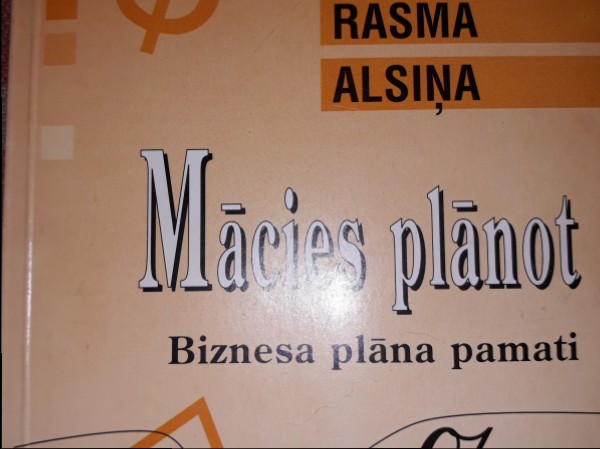 RASMA
ALSIŅA
Mācies plānot
Biznesa plāna pamati